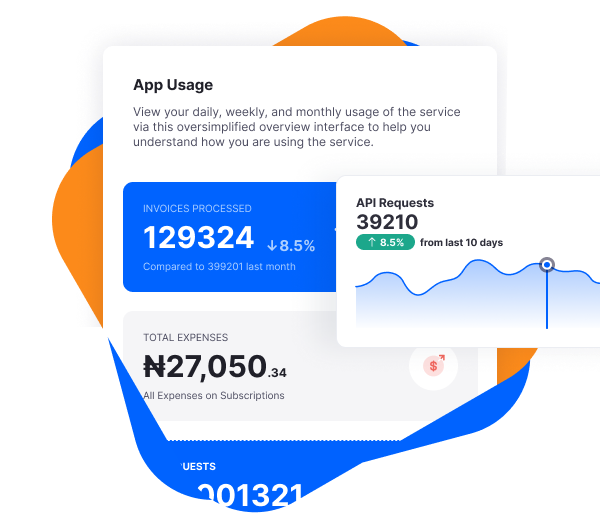 App Usage
View your daily, weekly, and monthly usage of the service
via this oversimplified overview interface to help you
understand how you are using the service.
INVOICES PROCESSED
129324 ↓8.5%
Compared to 399201 last month
API Requests
39210
↑ 8.5% from last 10 days
TOTAL EXPENSES
₦27,050.34
$
All Expenses on Subscriptions
UESTS
001321